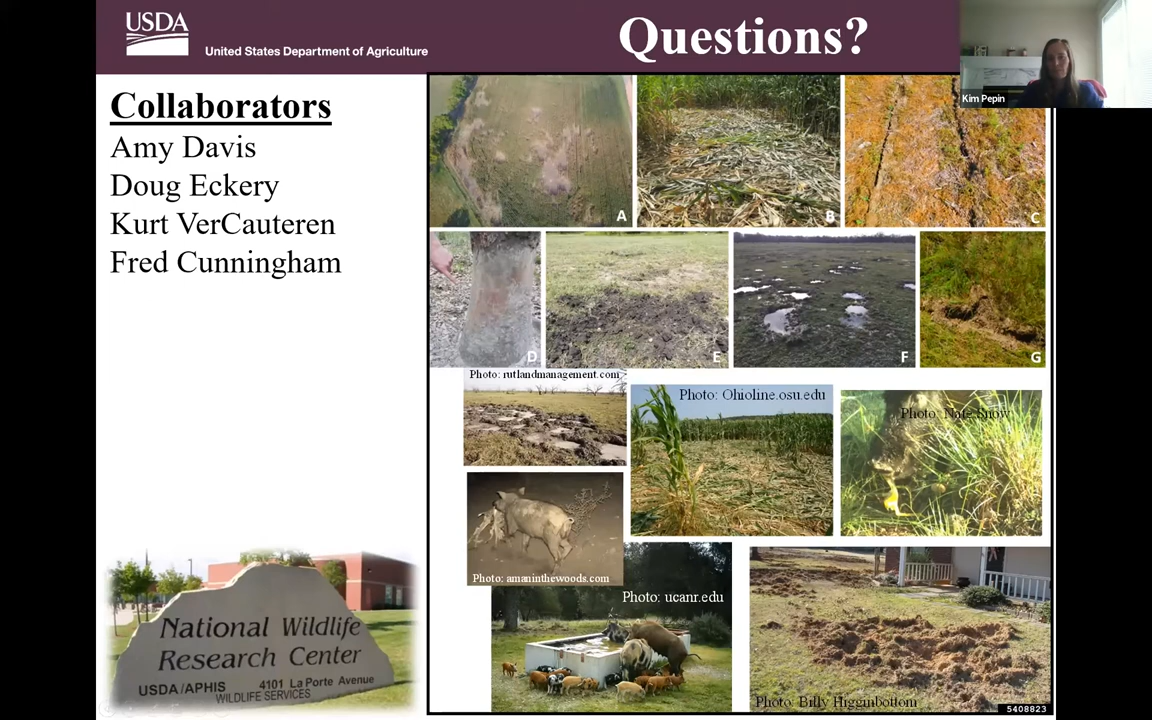 USDA
United States Department of Agriculture
Questions?
Kim Pepin
Collaborators
Amy Davis
Doug Eckery
Kurt VerCauteren
Fred Cunningham
A
B
C
D
E
F
G
Photo: rutlandmanagement.com
Photo: Ohioline.osu.edu
Photo: Nate Snow
Photo: amaninthewoods.com
Photo: ucanr.edu
Photo: Billy Higginbottom
5408823
National Wildlife
Research Center
USDA/APHIS 4101 La Porte Avenue
WILDLIFE SERVICES